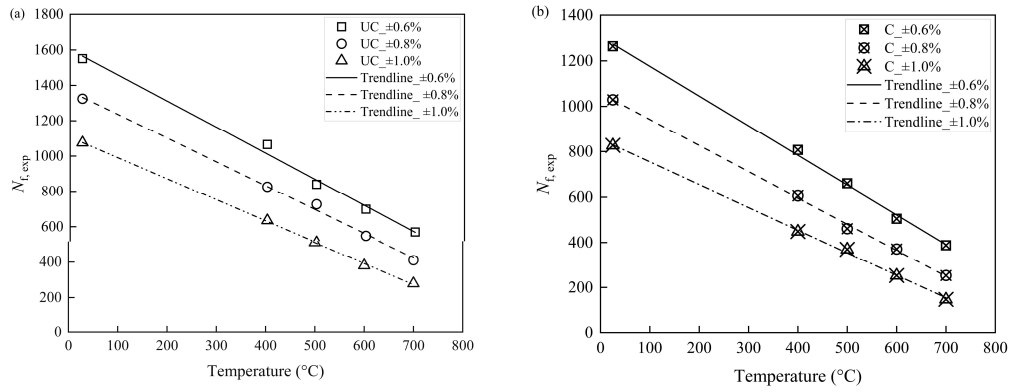 (a)
1800
1600
1400
1200
1000
800
600
400
200
0
N_f, exp
0 100 200 300 400 500 600 700 800
Temperature (°C)
UC_±0.6%
UC_±0.8%
UC_±1.0%
Trendline_±0.6%
Trendline_ ±0.8%
Trendline_ ±1.0%
(b)
1400
1200
1000
800
600
400
200
0
N_f, exp
0 100 200 300 400 500 600 700 800
Temperature (°C)
C_±0.6%
C_±0.8%
C_±1.0%
Trendline_±0.6%
Trendline_±0.8%
Trendline_±1.0%